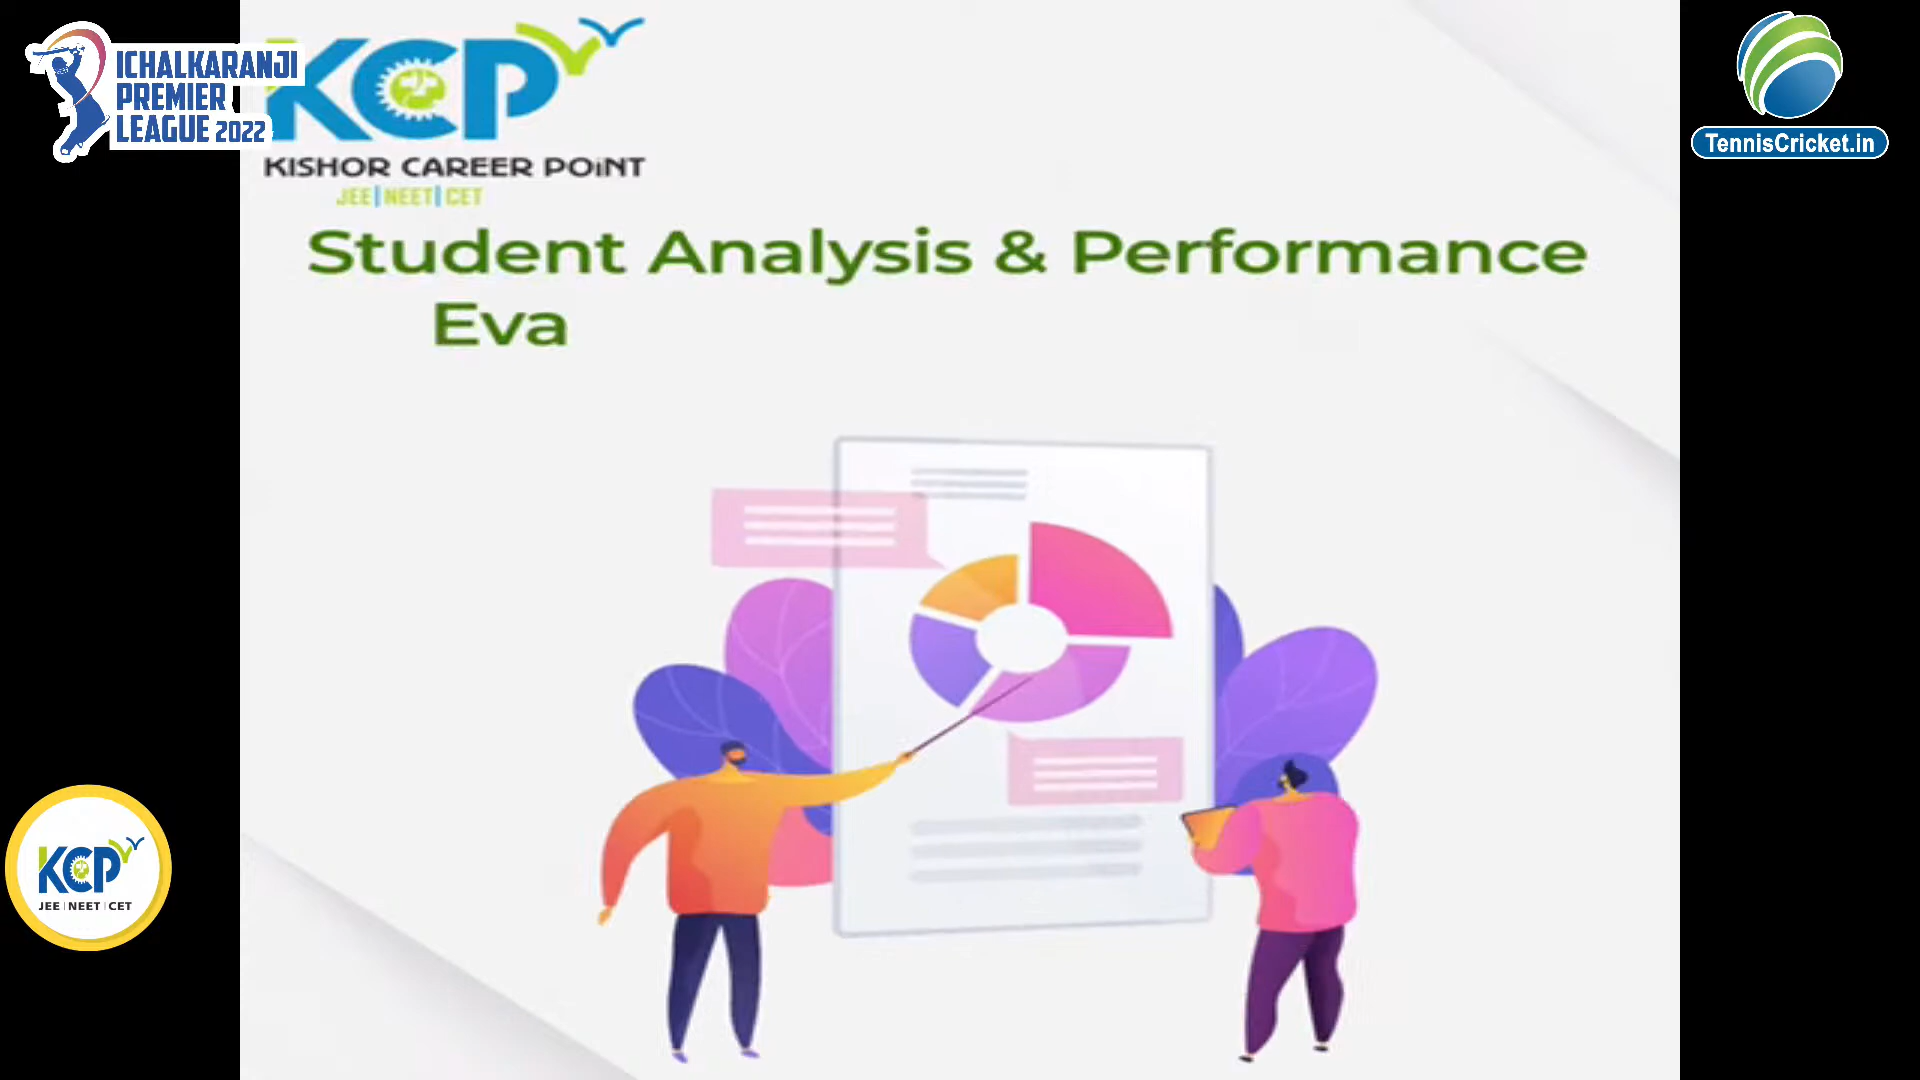 ICHALKARANJI
PREMIER
LEAGUE 2022
KCP
KISHOR CAREER POiNT
JEE|NEET|CET
TennisCricket.in
Student Analysis & Performance
Eva
KCP
JEE | NEET | CET